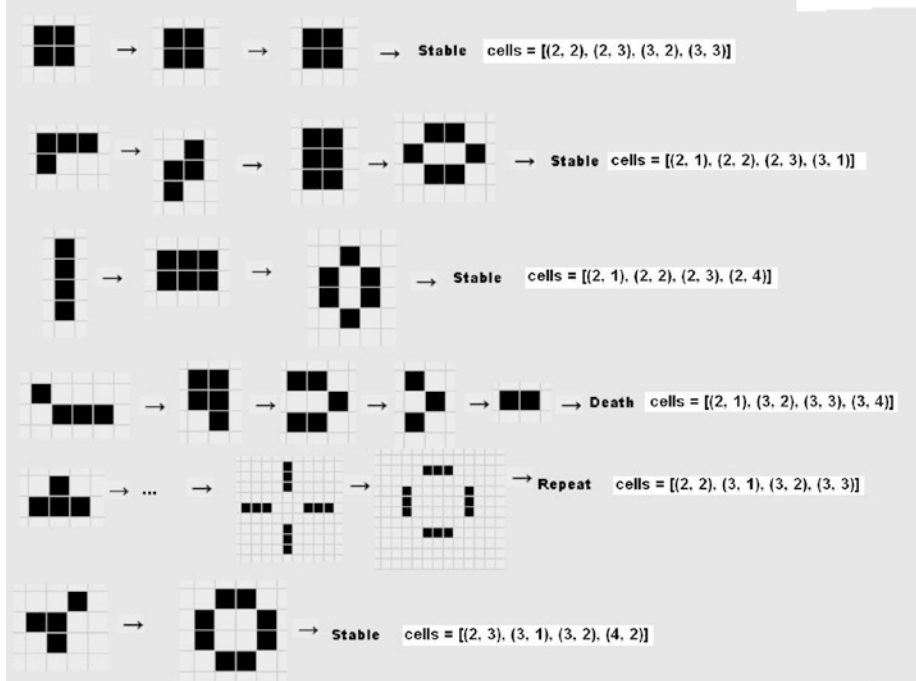 → → → Stable cells = [(2, 2), (2, 3), (3, 2), (3, 3)]
→ → → → Stable cells = [(2, 1), (2, 2), (2, 3), (3, 1)]
→ → → Stable cells = [(2, 1), (2, 2), (2, 3), (2, 4)]
→ → → → → Death cells = [(2, 1), (3, 2), (3, 3), (3, 4)]
→ ... → → → Repeat cells = [(2, 2), (3, 1), (3, 2), (3, 3)]
→ → Stable cells = [(2, 3), (3, 1), (3, 2), (4, 2)]